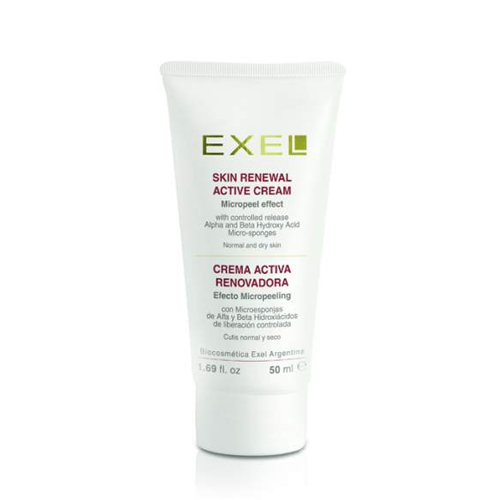 EXEL
SKIN RENEWAL
ACTIVE CREAM
Micropeel effect
with controlled release
Alpha and Beta Hydroxy Acid
Micro-sponges
Normal and dry skin
CREMA ACTIVA
RENOVADORA
Efecto Micropeeling
con Microesponjas
de Alfa y Beta Hidroxiácidos
de liberación controlada
Cutis normal y seco
Biocosmética Exel Argentina
1.69 fl. oz 50 ml ℮